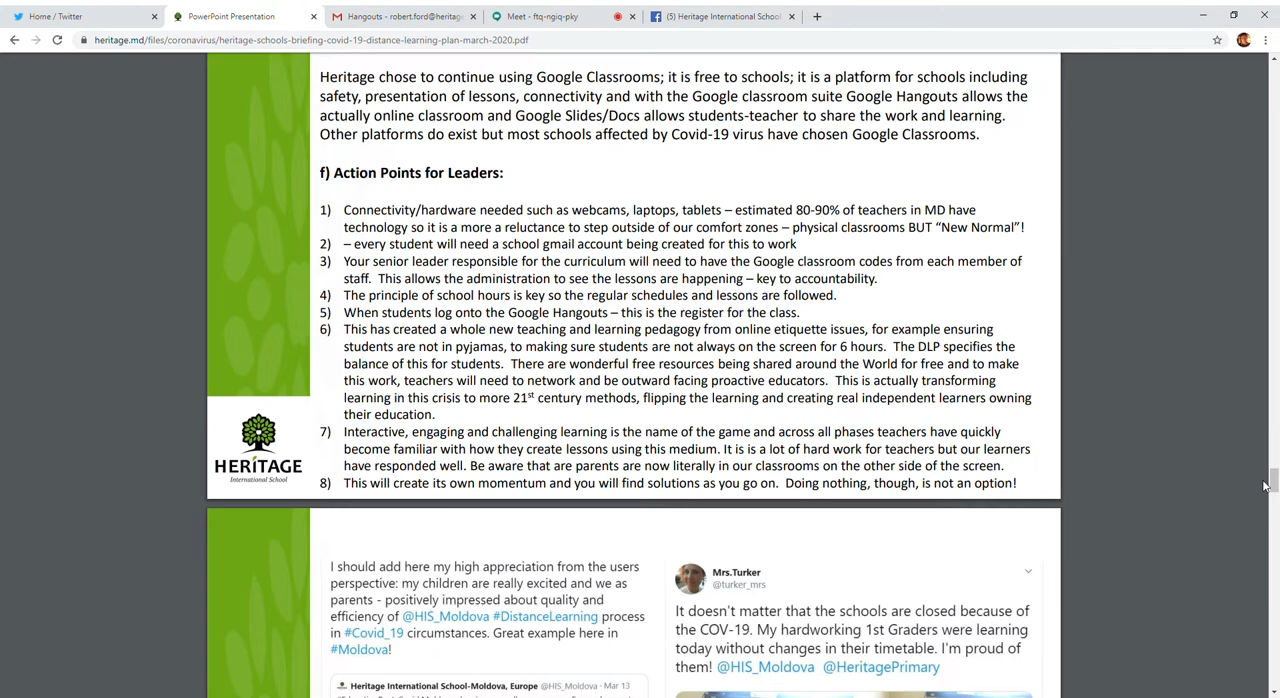 Home / Twitter
PowerPoint Presentation
Hangouts - robert.ford@heritage
Meet - ftq-ngiq-pky
(5) Heritage International School
heritage.md/files/coronavirus/heritage-schools-briefing-covid-19-distance-learning-plan-march-2020.pdf
Heritage chose to continue using Google Classrooms; it is free to schools; it is a platform for schools including
safety, presentation of lessons, connectivity and with the Google classroom suite Google Hangouts allows the
actually online classroom and Google Slides/Docs allows students-teacher to share the work and learning.
Other platforms do exist but most schools affected by Covid-19 virus have chosen Google Classrooms.
f) Action Points for Leaders:
1) Connectivity/hardware needed such as webcams, laptops, tablets – estimated 80-90% of teachers in MD have
technology so it is a more a reluctance to step outside of our comfort zones – physical classrooms BUT “New Normal”!
2) – every student will need a school gmail account being created for this to work
3) Your senior leader responsible for the curriculum will need to have the Google classroom codes from each member of
staff. This allows the administration to see the lessons are happening – key to accountability.
4) The principle of school hours is key so the regular schedules and lessons are followed.
5) When students log onto the Google Hangouts – this is the register for the class.
6) This has created a whole new teaching and learning pedagogy from online etiquette issues, for example ensuring
students are not in pyjamas, to making sure students are not always on the screen for 6 hours. The DLP specifies the
balance of this for students. There are wonderful free resources being shared around the World for free and to make
this work, teachers will need to network and be outward facing proactive educators. This is actually transforming
learning in this crisis to more 21st century methods, flipping the learning and creating real independent learners owning
their education.
7) Interactive, engaging and challenging learning is the name of the game and across all phases teachers have quickly
become familiar with how they create lessons using this medium. It is is a lot of hard work for teachers but our learners
have responded well. Be aware that are parents are now literally in our classrooms on the other side of the screen.
8) This will create its own momentum and you will find solutions as you go on. Doing nothing, though, is not an option!
HERITAGE
International School
I should add here my high appreciation from the users
perspective: my children are really excited and we as
parents - positively impressed about quality and
efficiency of @HIS_Moldova #DistanceLearning process
in #Covid_19 circumstances. Great example here in
#Moldova!
Heritage International School-Moldova, Europe @HIS_Moldova · Mar 13
Mrs.Turker
@turker_mrs
It doesn't matter that the schools are closed because of
the COV-19. My hardworking 1st Graders were learning
today without changes in their timetable. I'm proud of
them! @HIS_Moldova @HeritagePrimary